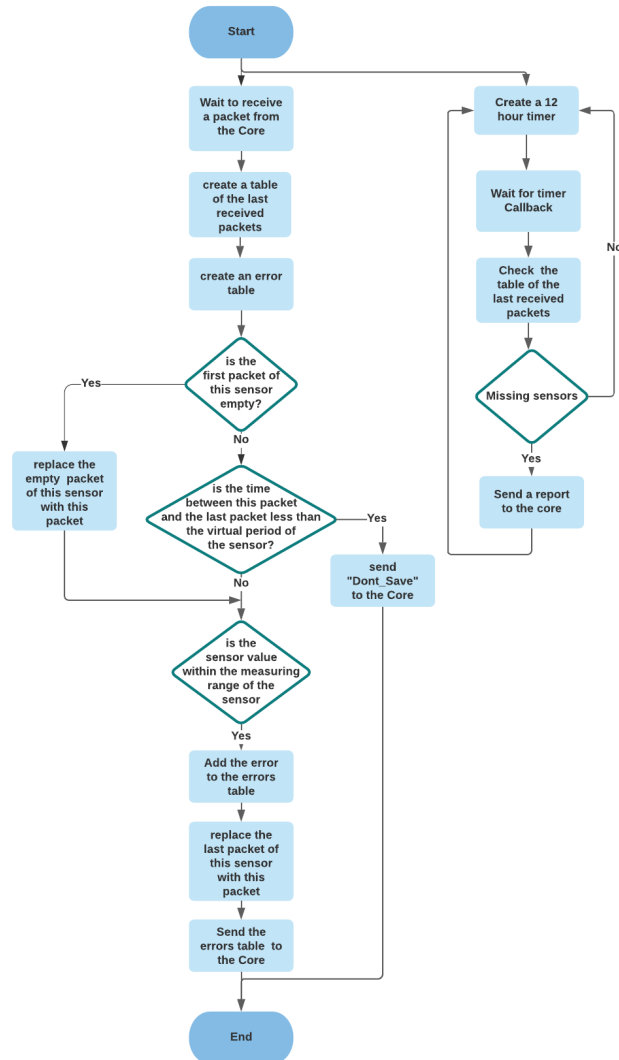 Start
Wait to receive
a packet from
the Core
create a table
of the last
received
packets
create an error
table
is the
first packet of
this sensor
empty?
Yes
No
replace the
empty packet
of this sensor
with this
packet
is the time
between this packet
and the last packet less than
the virtual period of
the sensor?
Yes
No
send
"Dont_Save"
to the Core
is the
sensor value
within the measuring
range of the
sensor
Yes
Add the error
to the errors
table
replace the
last packet of
this sensor
with this
packet
Send the
errors table to
the Core
End
Create a 12
hour timer
Wait for timer
Callback
Check the
table of the
last received
packets
Missing sensors
No
Yes
Send a report
to the core